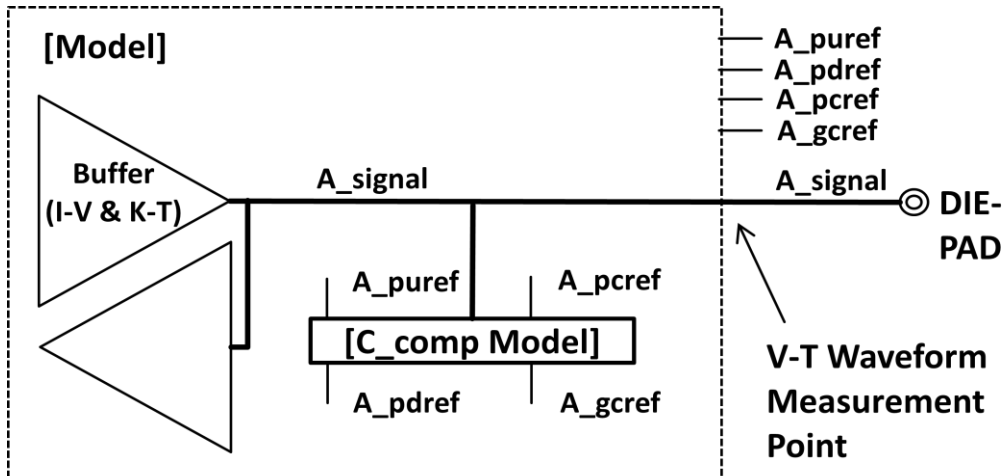 [Model]
A_puref
A_pdref
A_pcref
A_gcref
Buffer
(I-V & K-T)
A_signal
A_signal
DIE-
PAD
A_puref
A_pcref
[C_comp Model]
A_pdref
A_gcref
V-T Waveform
Measurement
Point